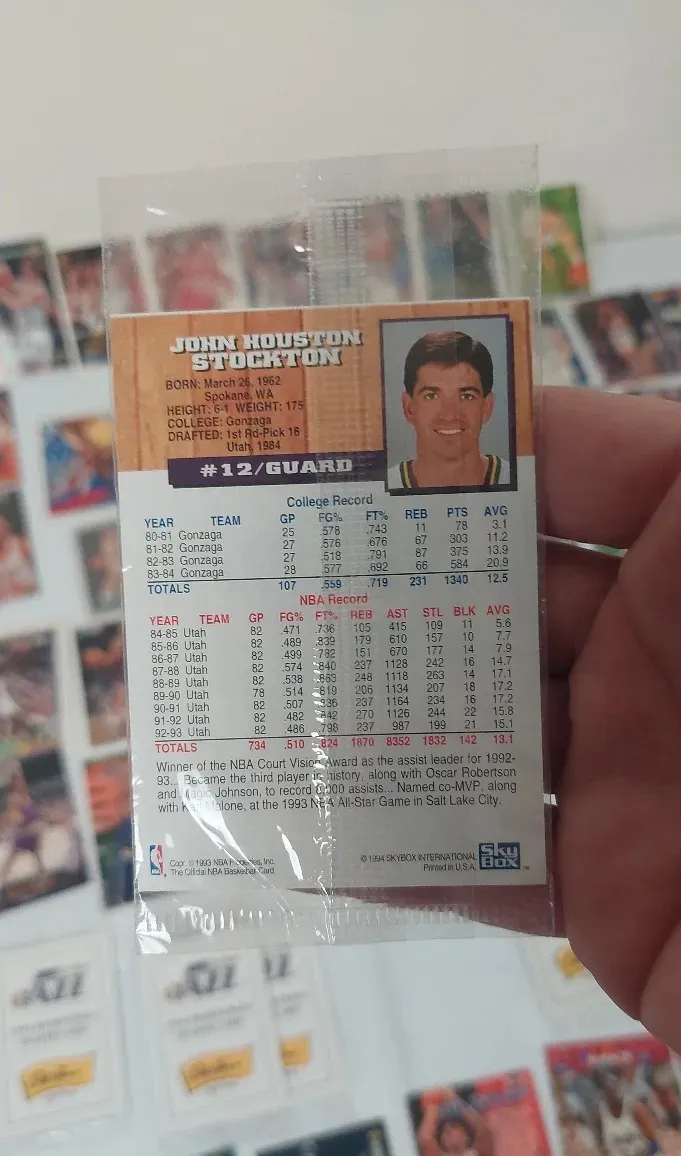 JOHN HOUSTON
STOCKTON
BORN: March 26, 1962
Spokane, WA
HEIGHT: 6-1 WEIGHT: 175
COLLEGE: Gonzaga
DRAFTED: 1st Rd-Pick 16
Utah, 1984
#12/GUARD
College Record
YEAR TEAM GP FG% FT% REB PTS AVG
80-81 Gonzaga 25 .578 .743 11 78 3.1
81-82 Gonzaga 27 .576 .676 67 303 11.2
82-83 Gonzaga 27 .518 .791 87 375 13.9
83-84 Gonzaga 28 .577 .692 66 584 20.9
TOTALS 107 .559 .719 231 1340 12.5
NBA Record
YEAR TEAM GP FG% FT% REB AST STL BLK AVG
84-85 Utah 82 .471 .736 105 415 109 11 5.6
85-86 Utah 82 .489 .839 179 610 157 10 7.7
86-87 Utah 82 .499 .782 151 670 177 14 7.9
87-88 Utah 82 .574 .840 237 1128 242 16 14.7
88-89 Utah 82 .538 .863 248 1118 263 14 17.1
89-90 Utah 78 .514 .819 206 1134 207 18 17.2
90-91 Utah 82 .507 .836 237 1164 234 16 17.2
91-92 Utah 82 .482 .842 270 1126 244 22 15.8
92-93 Utah 82 .486 .798 237 987 199 21 15.1
TOTALS 734 .510 .824 1870 8352 1832 142 13.1
Winner of the NBA Court Vision Award as the assist leader for 1992-
93... Became the third player in history, along with Oscar Robertson
and Magic Johnson, to record 8,000 assists... Named co-MVP, along
with Karl Malone, at the 1993 NBA All-Star Game in Salt Lake City.
Copr. © 1993 NBA Properties, Inc.
The Official NBA Basketball Card
© 1994 SKYBOX INTERNATIONAL
Printed in U.S.A.
SKY
BOX
TM
JAZZ
JAZZ